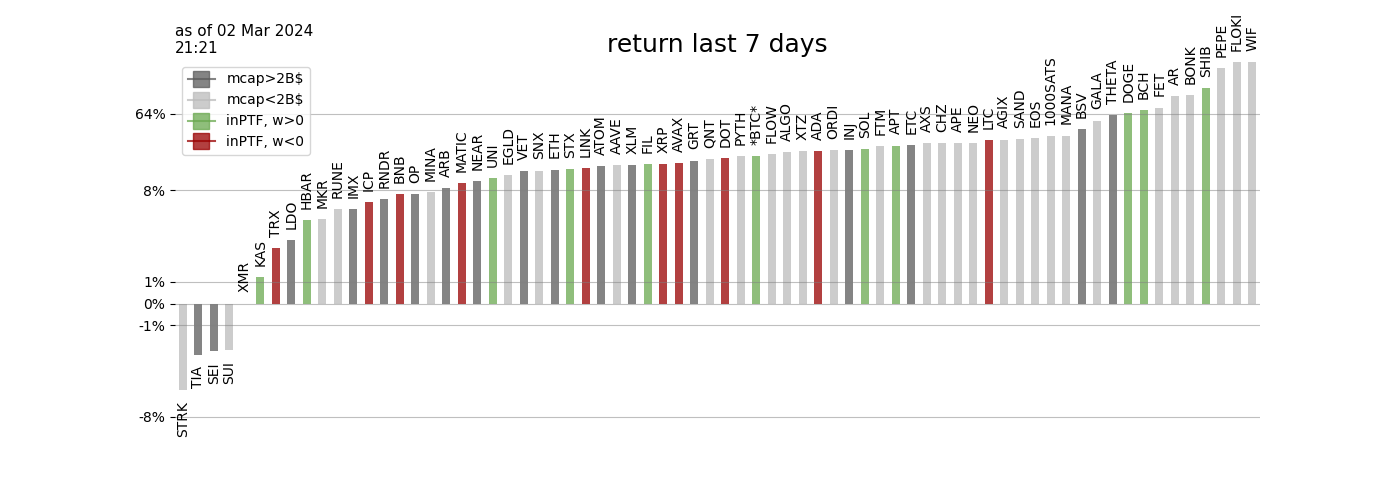 as of 02 Mar 2024
21:21
return last 7 days
mcap>2B$
mcap<2B$
inPTF, w>0
inPTF, w<0
64%
8%
1%
0%
-1%
-8%
STRK
TIA
SEI
SUI
XMR
KAS
TRX
LDO
HBAR
MKR
RUNE
IMX
ICP
RNDR
BNB
OP
MINA
ARB
MATIC
NEAR
UNI
EGLD
VET
SNX
ETH
STX
LINK
ATOM
AAVE
XLM
FIL
XRP
AVAX
GRT
QNT
DOT
PYTH
*BTC*
FLOW
ALGO
XTZ
ADA
ORDI
INJ
SOL
FTM
APT
ETC
AXS
CHZ
APE
NEO
LTC
AGIX
SAND
EOS
1000SATS
MANA
BSV
GALA
THETA
DOGE
BCH
FET
AR
BONK
SHIB
PEPE
FLOKI
WIF